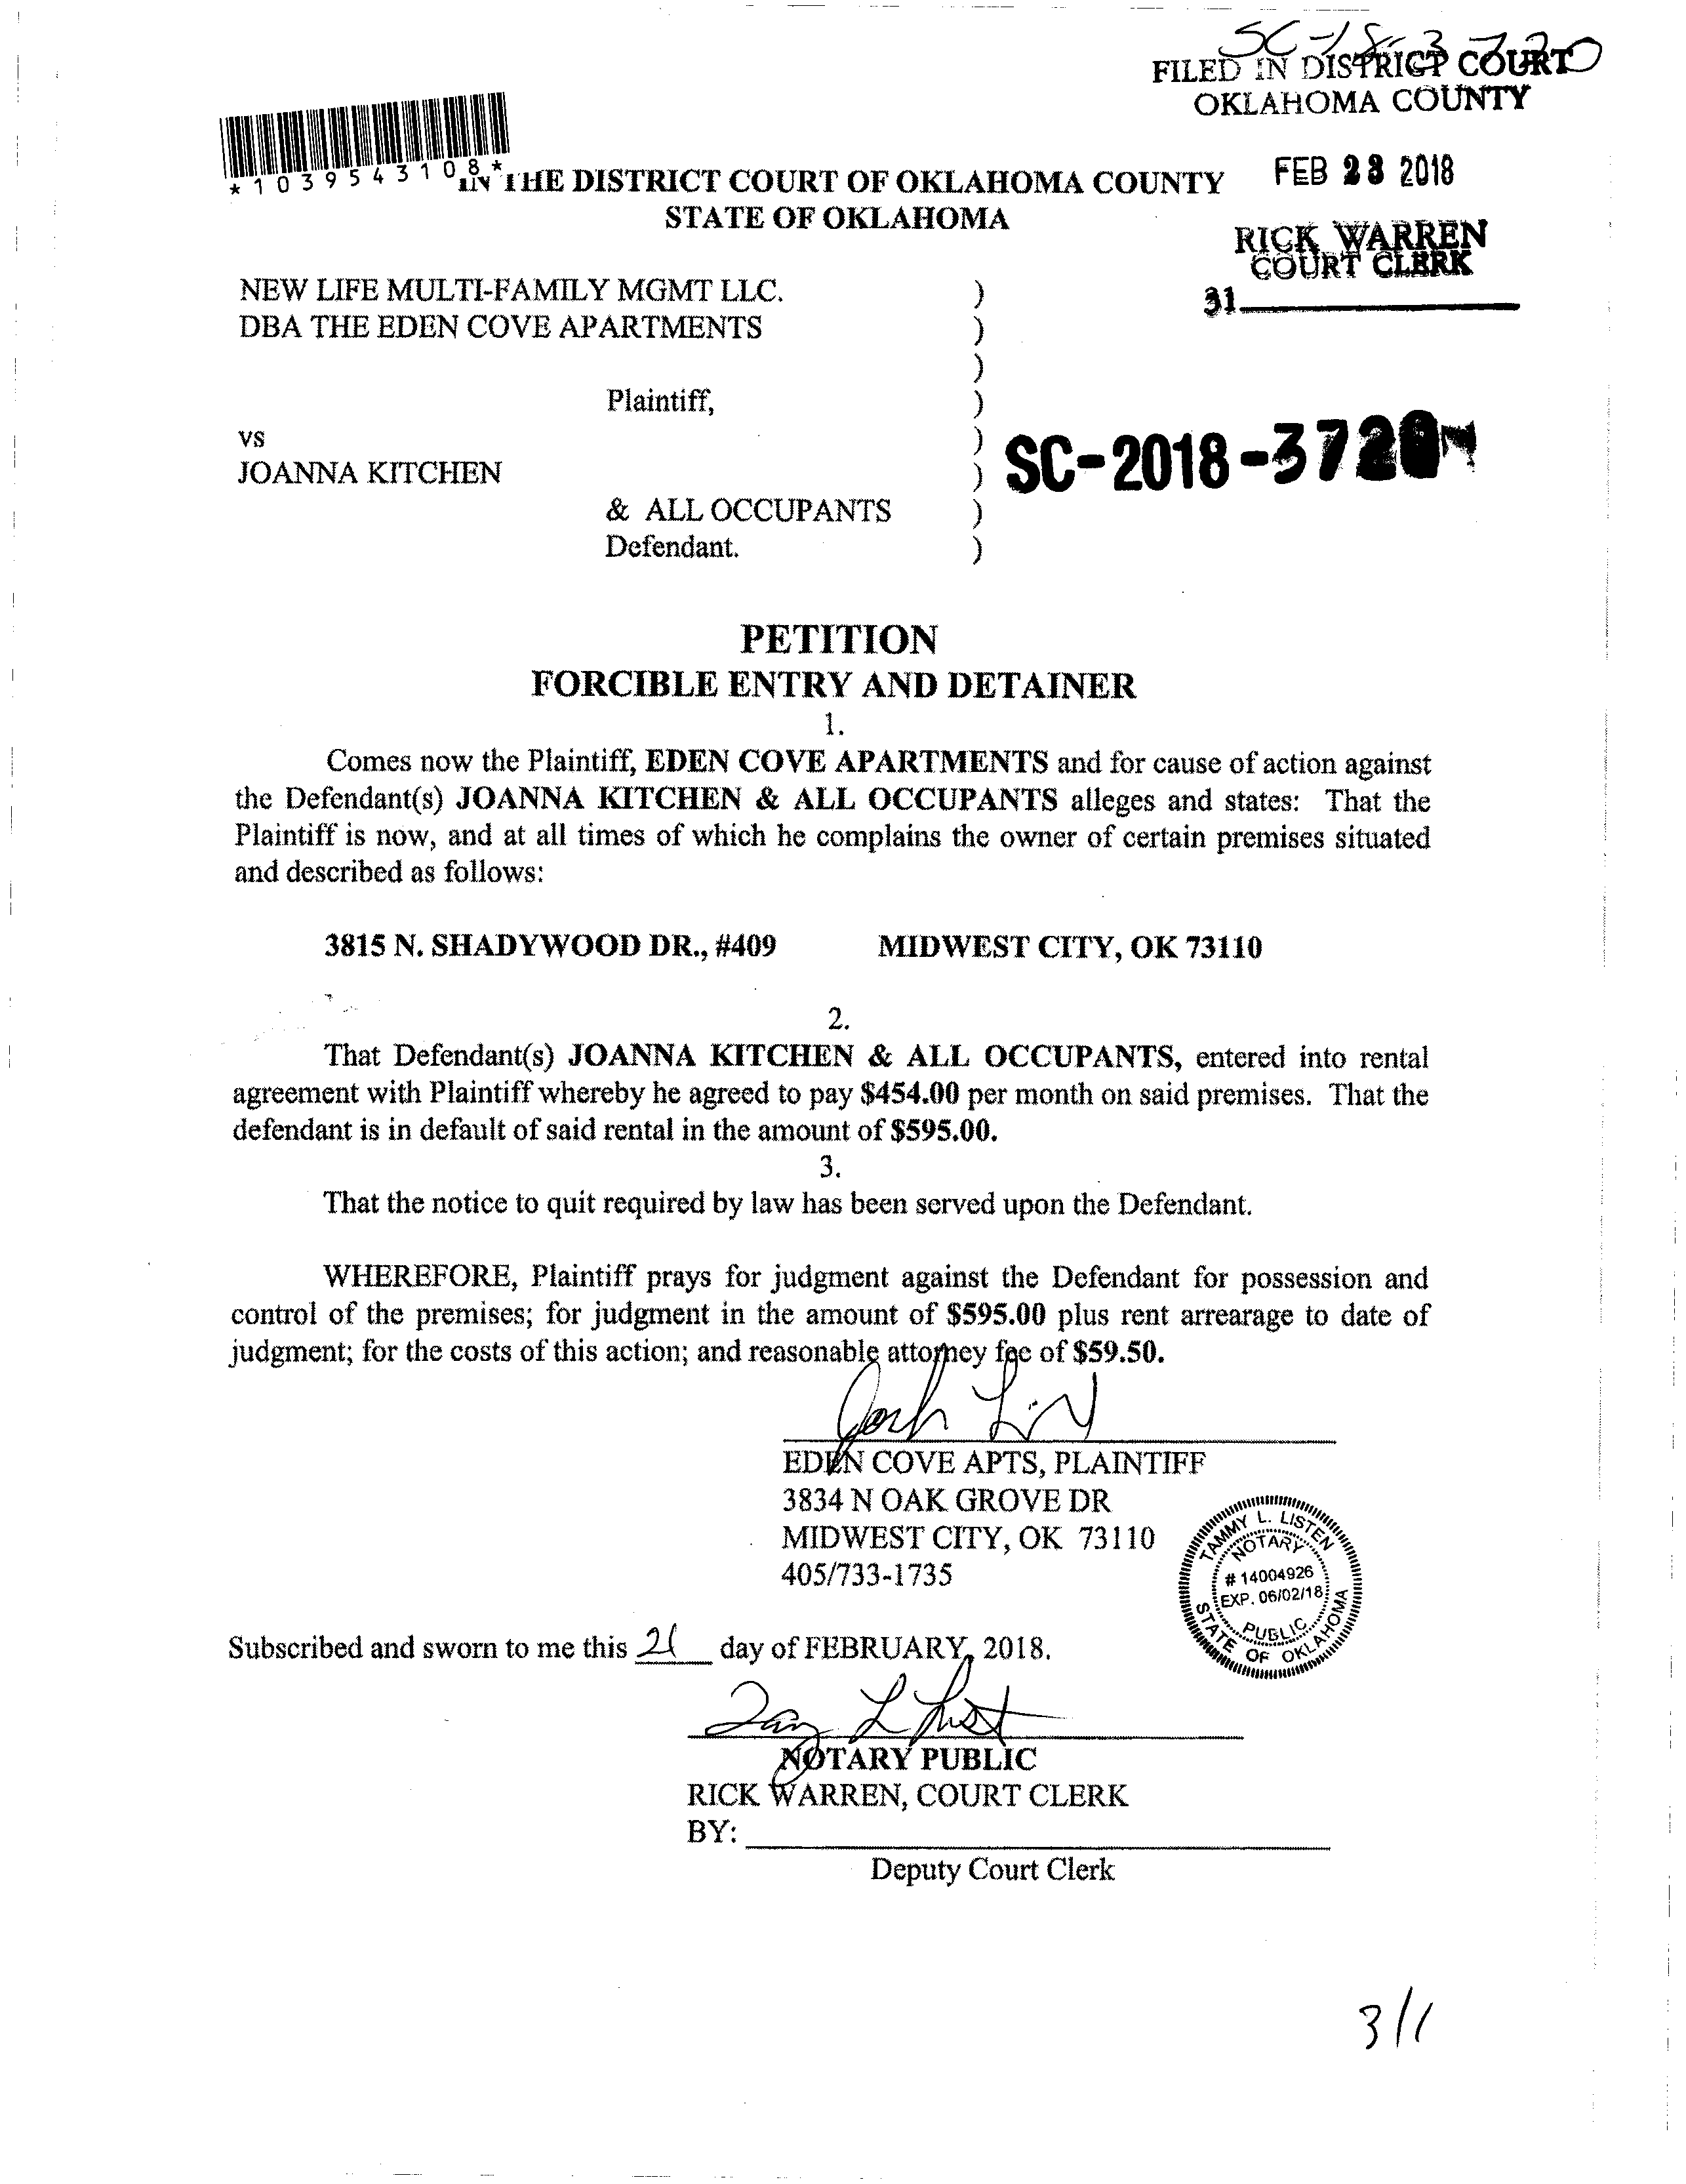 SC-18-3720
FILED IN DISTRICT COURT
OKLAHOMA COUNTY
*1039543108*
IN THE DISTRICT COURT OF OKLAHOMA COUNTY
FEB 23 2018
STATE OF OKLAHOMA
RICK WARREN
COURT CLERK
31
NEW LIFE MULTI-FAMILY MGMT LLC. )
DBA THE EDEN COVE APARTMENTS )
)
Plaintiff, )
vs )
JOANNA KITCHEN ) SC-2018-3720
& ALL OCCUPANTS )
Defendant. )
PETITION
FORCIBLE ENTRY AND DETAINER
1.
Comes now the Plaintiff, EDEN COVE APARTMENTS and for cause of action against
the Defendant(s) JOANNA KITCHEN & ALL OCCUPANTS alleges and states: That the
Plaintiff is now, and at all times of which he complains the owner of certain premises situated
and described as follows:
3815 N. SHADYWOOD DR., #409 MIDWEST CITY, OK 73110
2.
That Defendant(s) JOANNA KITCHEN & ALL OCCUPANTS, entered into rental
agreement with Plaintiff whereby he agreed to pay $454.00 per month on said premises. That the
defendant is in default of said rental in the amount of $595.00.
3.
That the notice to quit required by law has been served upon the Defendant.
WHEREFORE, Plaintiff prays for judgment against the Defendant for possession and
control of the premises; for judgment in the amount of $595.00 plus rent arrearage to date of
judgment; for the costs of this action; and reasonable attorney fee of $59.50.
EDEN COVE APTS, PLAINTIFF
3834 N OAK GROVE DR
MIDWEST CITY, OK 73110
405/733-1735
TAMMY L. LISTEN
NOTARY
# 14004926
EXP. 06/02/18
PUBLIC
STATE OF OKLAHOMA
Subscribed and sworn to me this 21 day of FEBRUARY, 2018.
NOTARY PUBLIC
RICK WARREN, COURT CLERK
BY:
Deputy Court Clerk
3/1